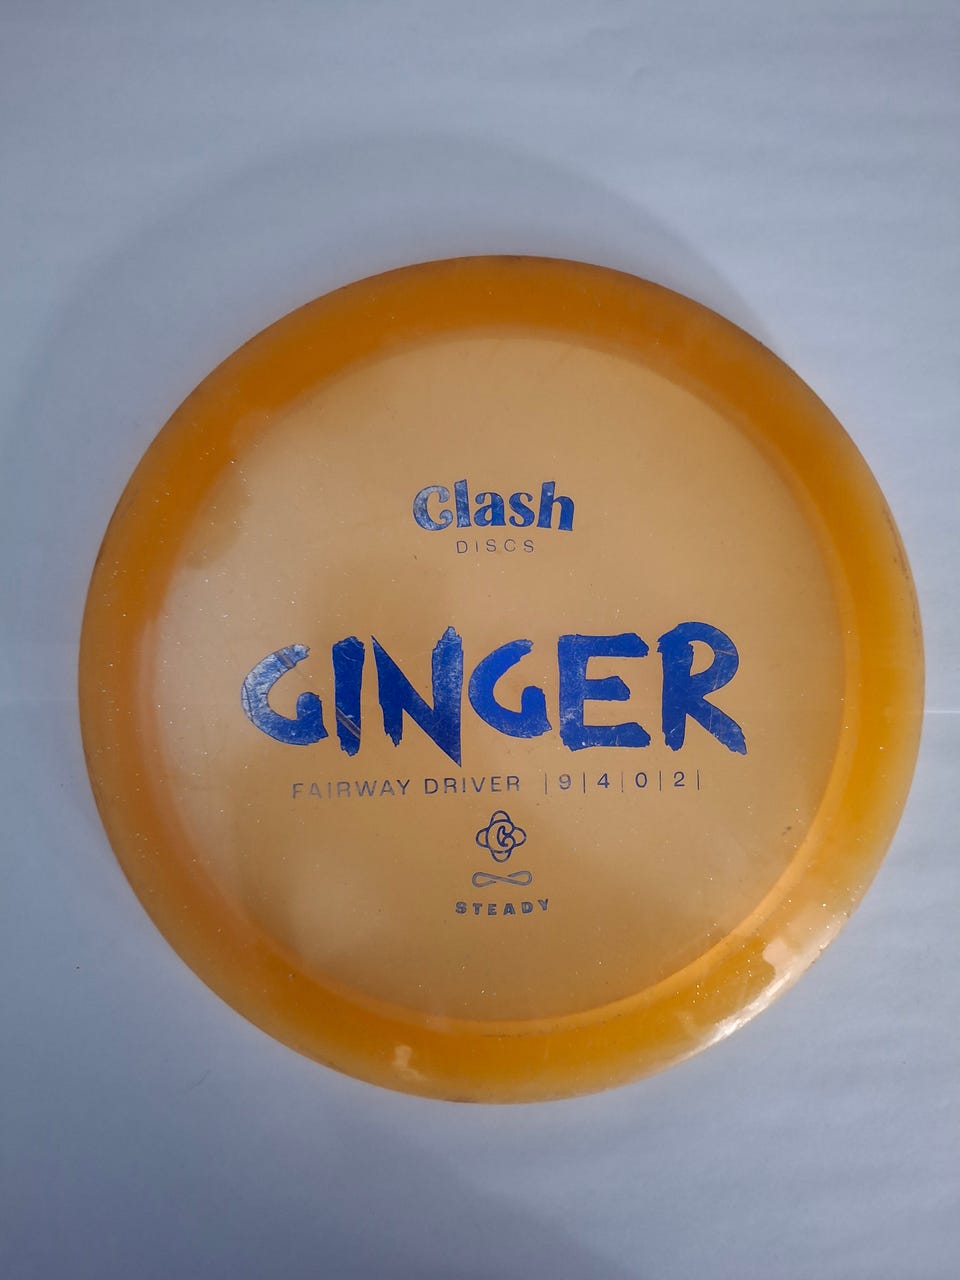 Clash
DISCS
GINGER
FAIRWAY DRIVER |9|4|0|2|
C
STEADY